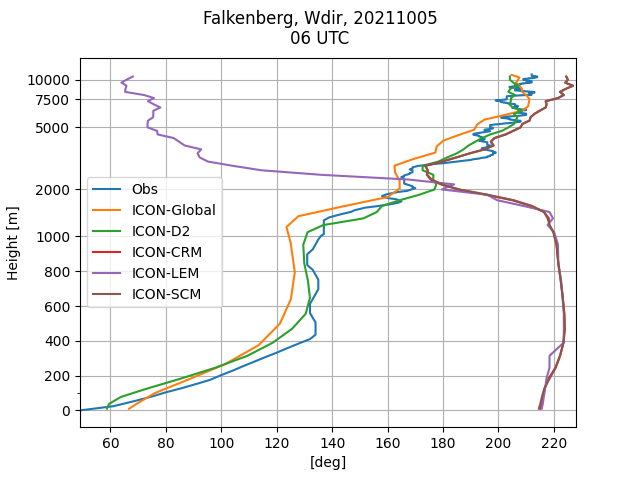 Falkenberg, Wdir, 20211005
06 UTC
10000
7500
5000
2000
1000
800
600
400
200
0
Height [m]
Obs
ICON-Global
ICON-D2
ICON-CRM
ICON-LEM
ICON-SCM
60 80 100 120 140 160 180 200 220
[deg]